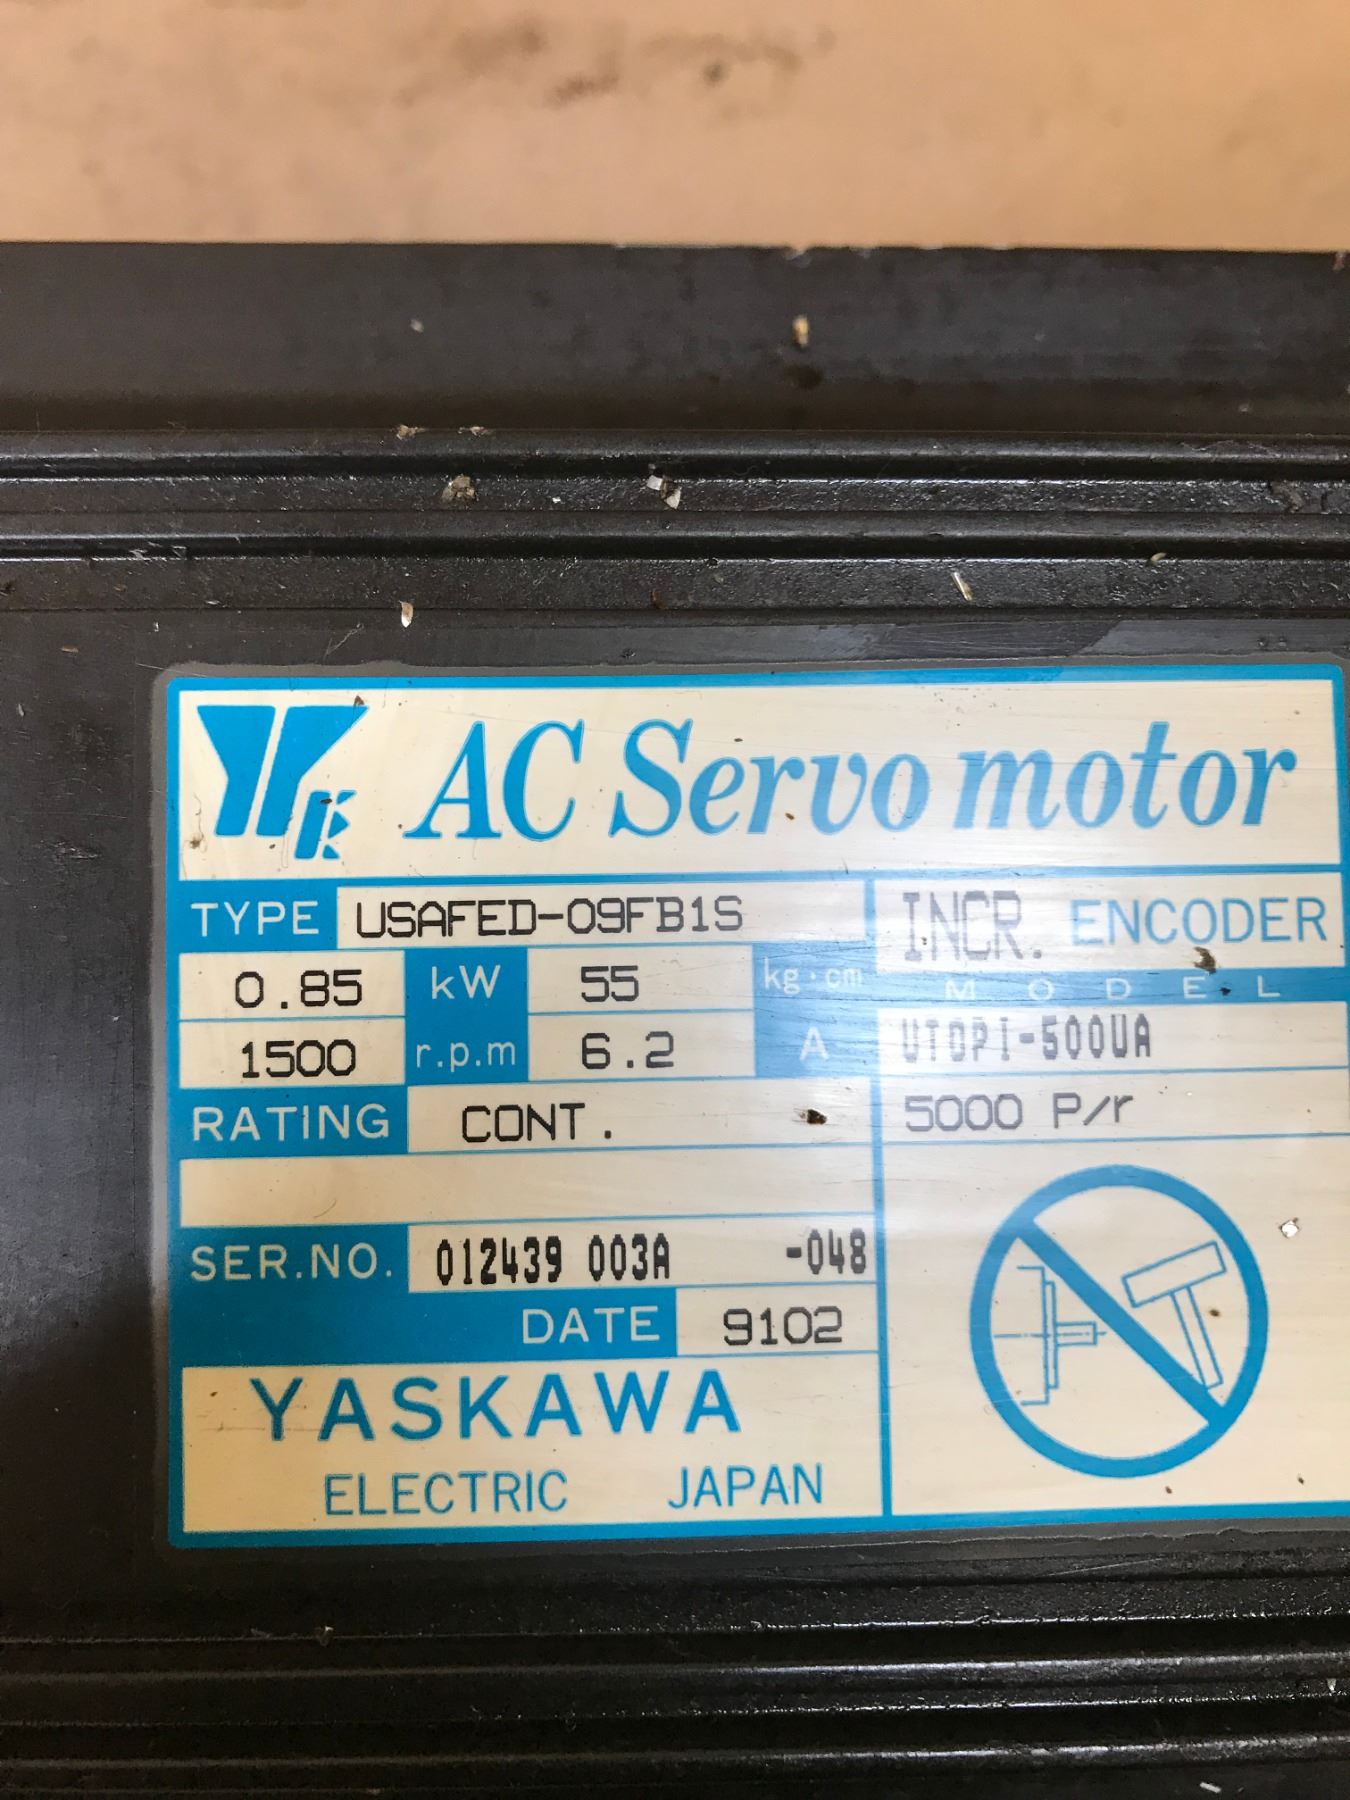 YE AC Servo motor
TYPE USAFED-09FB1S
0.85 kW 55 kg·cm
1500 r.p.m 6.2 A
RATING CONT.
SER.NO. 012439 003A -048
DATE 9102
YASKAWA
ELECTRIC JAPAN
INCR. ENCODER
MODEL
UTOPI-500UA
5000 P/r